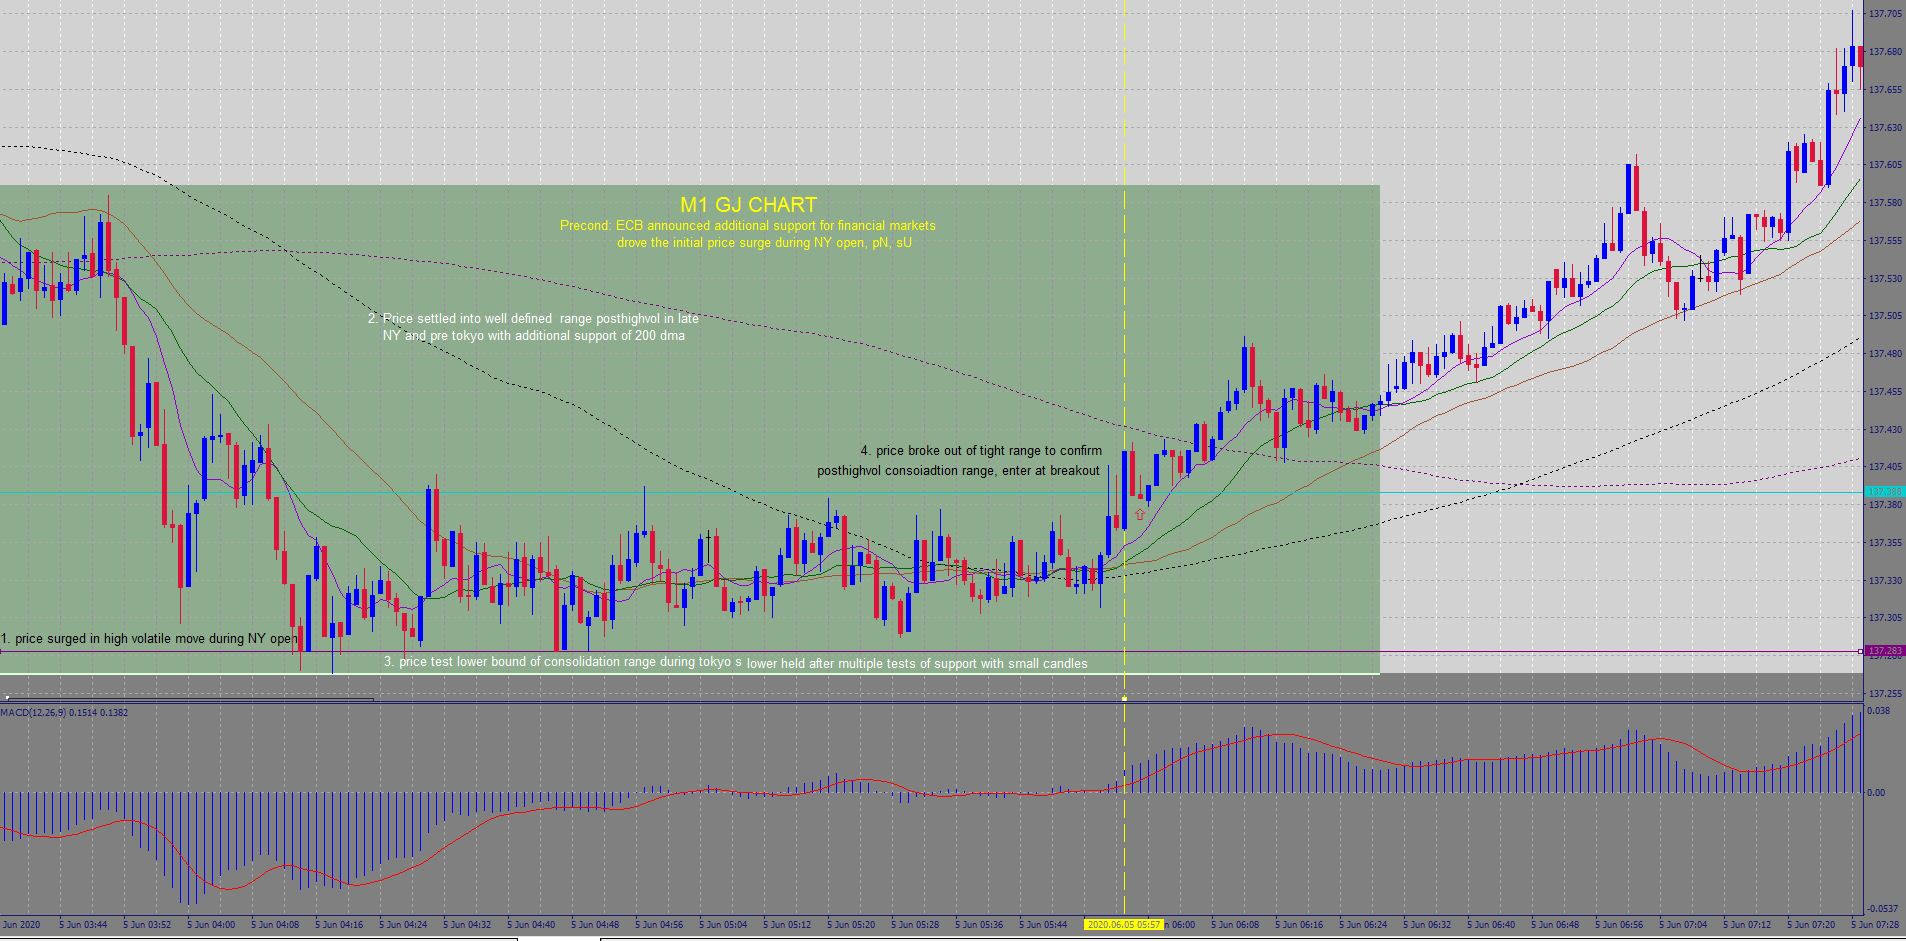 137.705
137.680
137.655
137.630
137.605
M1 GJ CHART
137.580
Precond: ECB announced additional support for financial markets
drove the initial price surge during NY open, pN, sU
137.555
137.530
2. Price settled into well defined range posthighvol in late
137.505
NY and pre tokyo with additional support of 200 dma
137.480
137.455
137.430
4. price broke out of tight range to confirm
137.405
posthighvol consoiadtion range, enter at breakout
137.380
137.355
137.330
137.305
1. price surged in high volatile move during NY open
137.283
3. price test lower bound of consolidation range during tokyo s lower held after multiple tests of support with small candles
137.255
MACD(12,26,9) 0.1514 0.1382
0.038
0.00
-0.0537
Jun 2020 5 Jun 03:44 5 Jun 03:52 5 Jun 04:00 5 Jun 04:08 5 Jun 04:16 5 Jun 04:24 5 Jun 04:32 5 Jun 04:40 5 Jun 04:48 5 Jun 04:56 5 Jun 05:04 5 Jun 05:12 5 Jun 05:20 5 Jun 05:28 5 Jun 05:36 5 Jun 05:44 2020.06.05 05:57 n 06:00 5 Jun 06:08 5 Jun 06:16 5 Jun 06:24 5 Jun 06:32 5 Jun 06:40 5 Jun 06:48 5 Jun 06:56 5 Jun 07:04 5 Jun 07:12 5 Jun 07:20 5 Jun 07:28